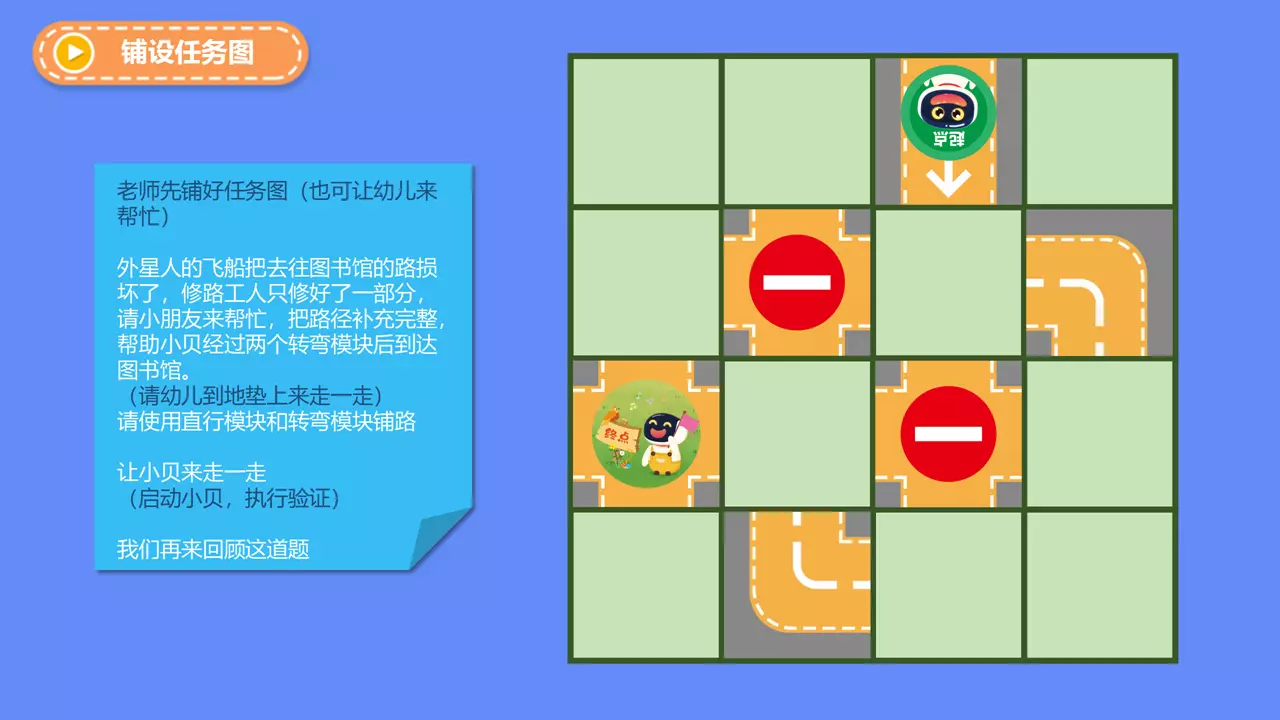 铺设任务图
老师先铺好任务图（也可让幼儿来
帮忙）
外星人的飞船把去往图书馆的路损
坏了，修路工人只修好了一部分，
请小朋友来帮忙，把路径补充完整，
帮助小贝经过两个转弯模块后到达
图书馆。
（请幼儿到地垫上来走一走）
请使用直行模块和转弯模块铺路
让小贝来走一走
（启动小贝，执行验证）
我们再来回顾这道题
起点
终点